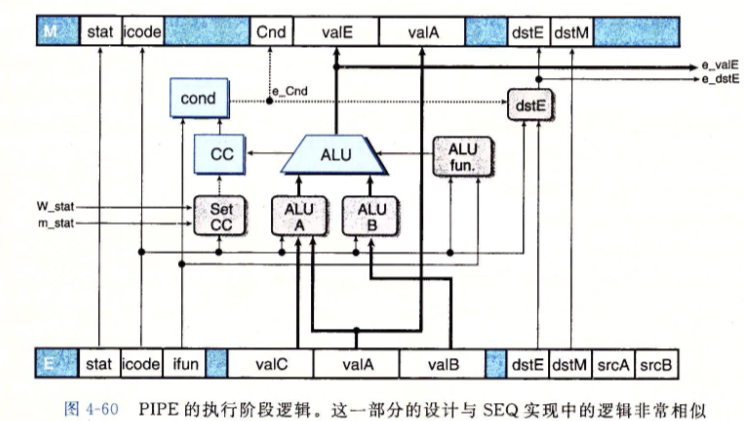 M stat icode Cnd valE valA dstE dstM
e_valE
e_dstE
e_Cnd
cond
dstE
CC
ALU
ALU
fun.
W_stat
m_stat
Set
CC
ALU
A
ALU
B
E stat icode ifun valC valA valB dstE dstM srcA srcB
图 4-60 PIPE 的执行阶段逻辑。这一部分的设计与 SEQ 实现中的逻辑非常相似